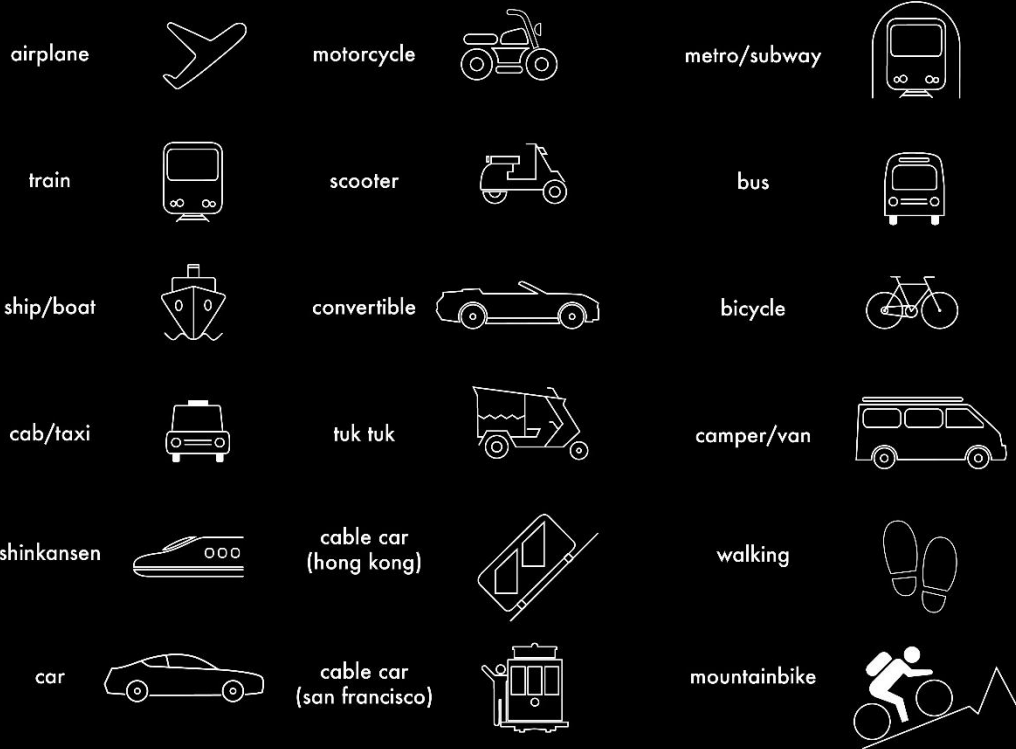 airplane
motorcycle
metro/subway
train
scooter
bus
ship/boat
convertible
bicycle
cab/taxi
tuk tuk
camper/van
shinkansen
cable car
(hong kong)
walking
car
cable car
(san francisco)
mountainbike